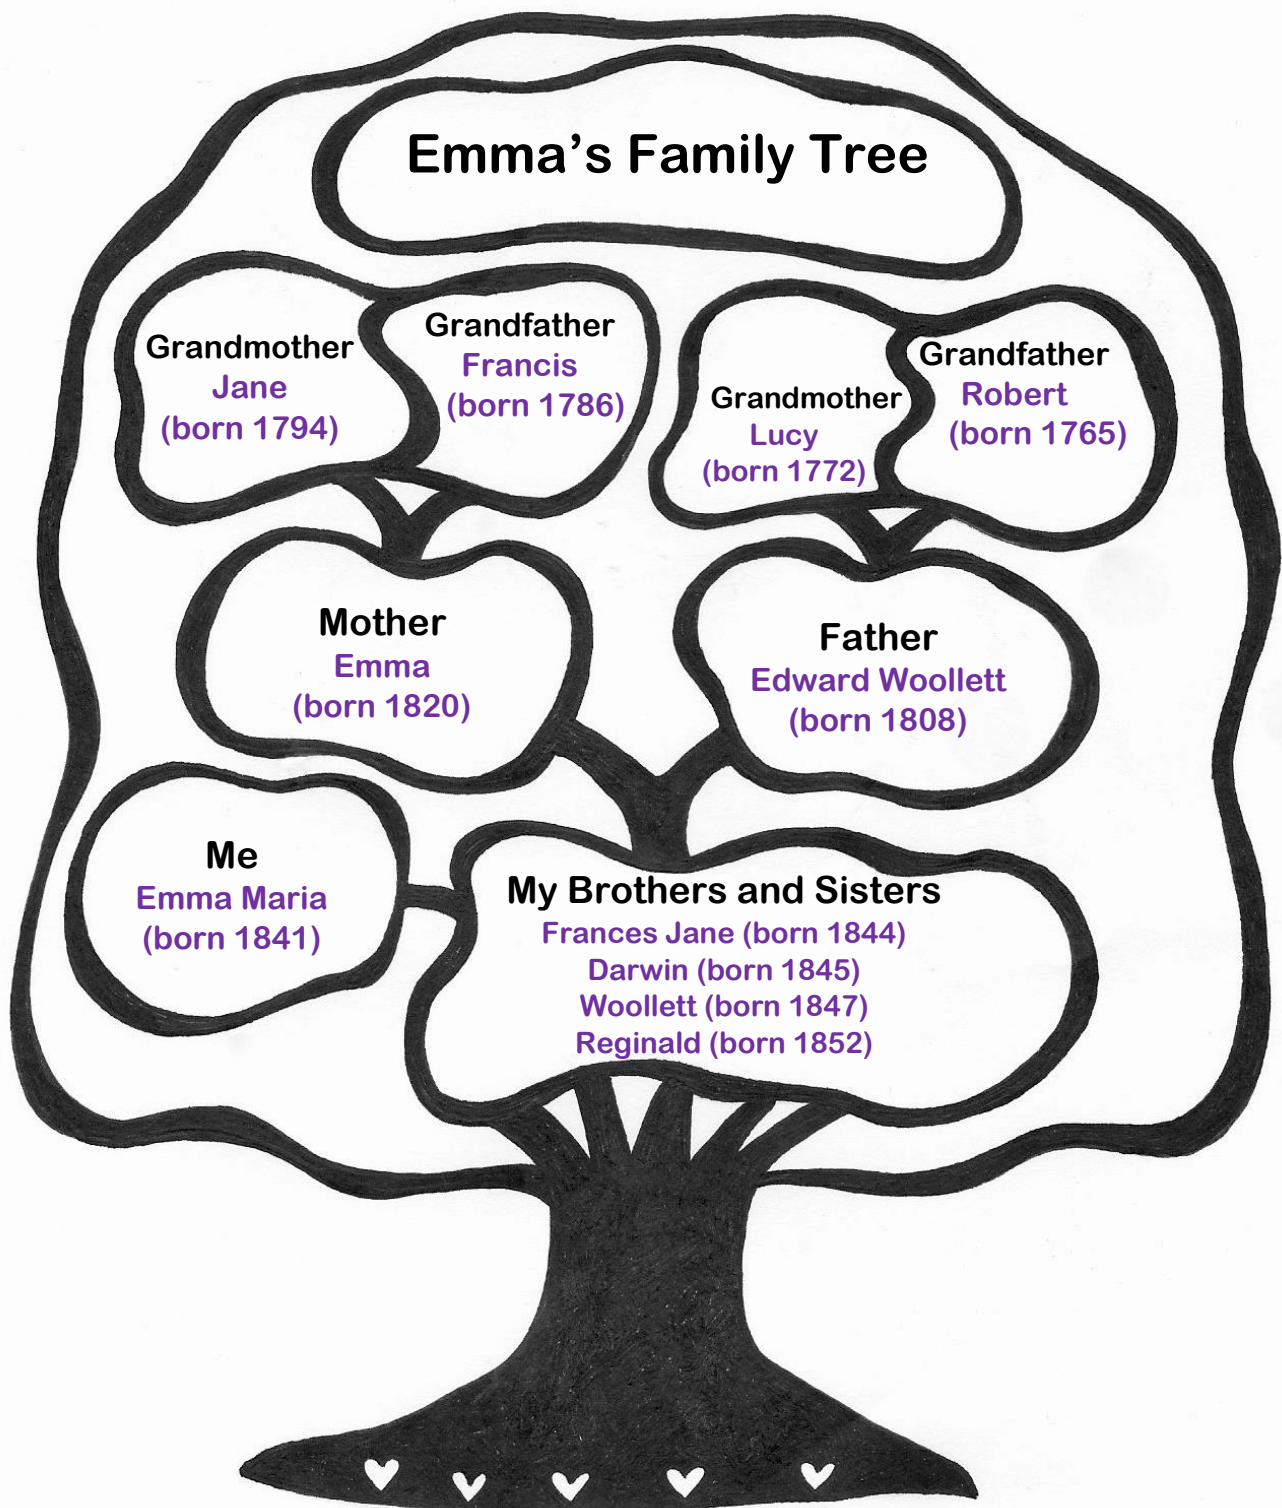 Emma’s Family Tree
Grandmother
Jane
(born 1794)
Grandfather
Francis
(born 1786)
Grandmother
Lucy
(born 1772)
Grandfather
Robert
(born 1765)
Mother
Emma
(born 1820)
Father
Edward Woollett
(born 1808)
Me
Emma Maria
(born 1841)
My Brothers and Sisters
Frances Jane (born 1844)
Darwin (born 1845)
Woollett (born 1847)
Reginald (born 1852)